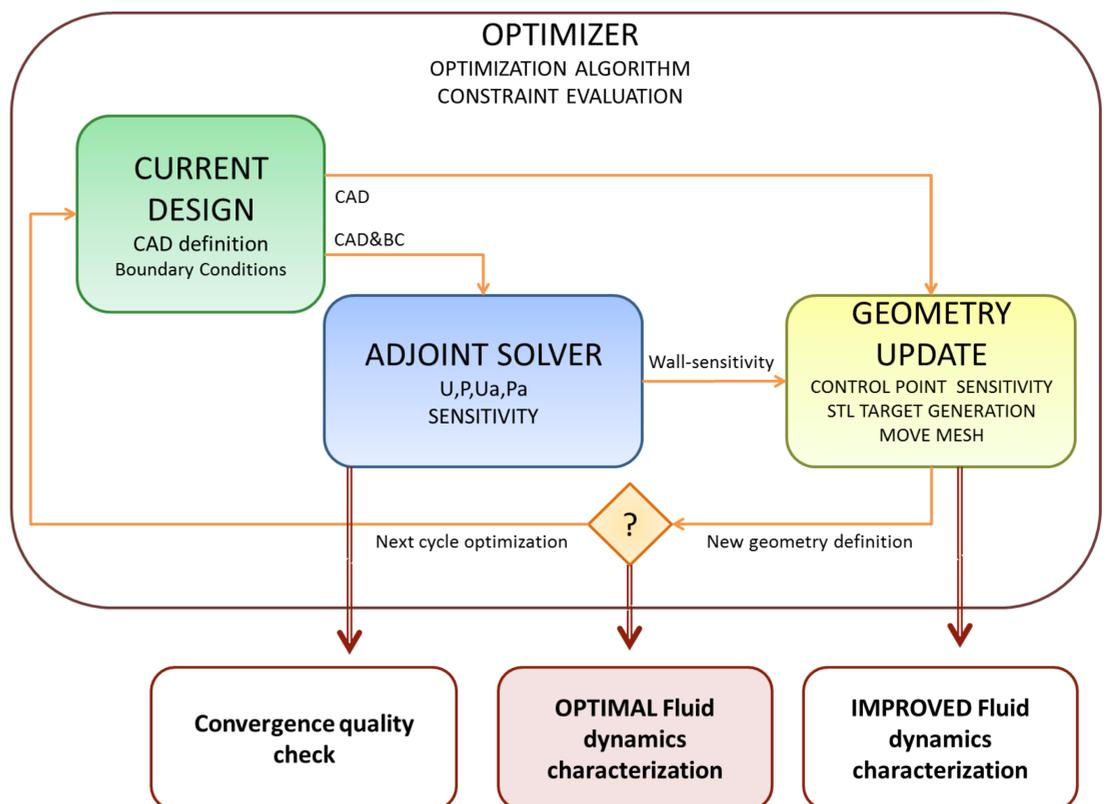 OPTIMIZER
OPTIMIZATION ALGORITHM
CONSTRAINT EVALUATION
CURRENT
DESIGN
CAD definition
Boundary Conditions
CAD
CAD&BC
ADJOINT SOLVER
U,P,Ua,Pa
SENSITIVITY
Wall-sensitivity
GEOMETRY
UPDATE
CONTROL POINT SENSITIVITY
STL TARGET GENERATION
MOVE MESH
?
Next cycle optimization
New geometry definition
Convergence quality
check
OPTIMAL Fluid
dynamics
characterization
IMPROVED Fluid
dynamics
characterization